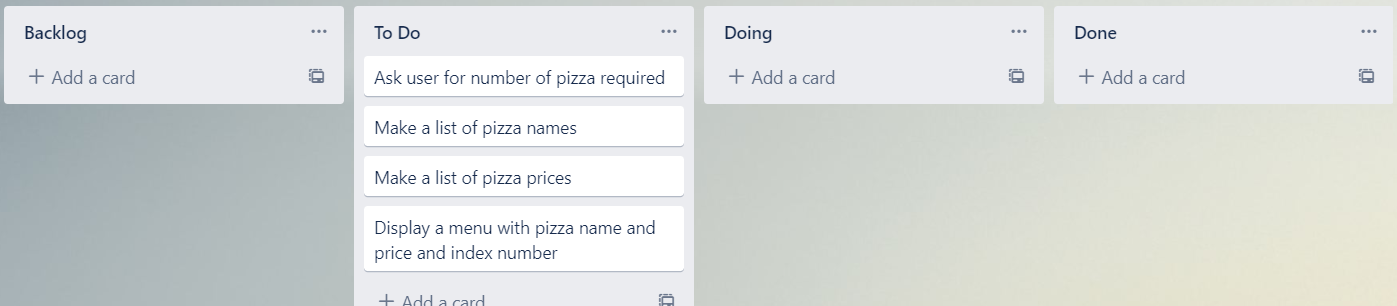 Backlog
Add a card
To Do
Ask user for number of pizza required
Make a list of pizza names
Make a list of pizza prices
Display a menu with pizza name and
price and index number
Add a card
Doing
Add a card
Done
Add a card